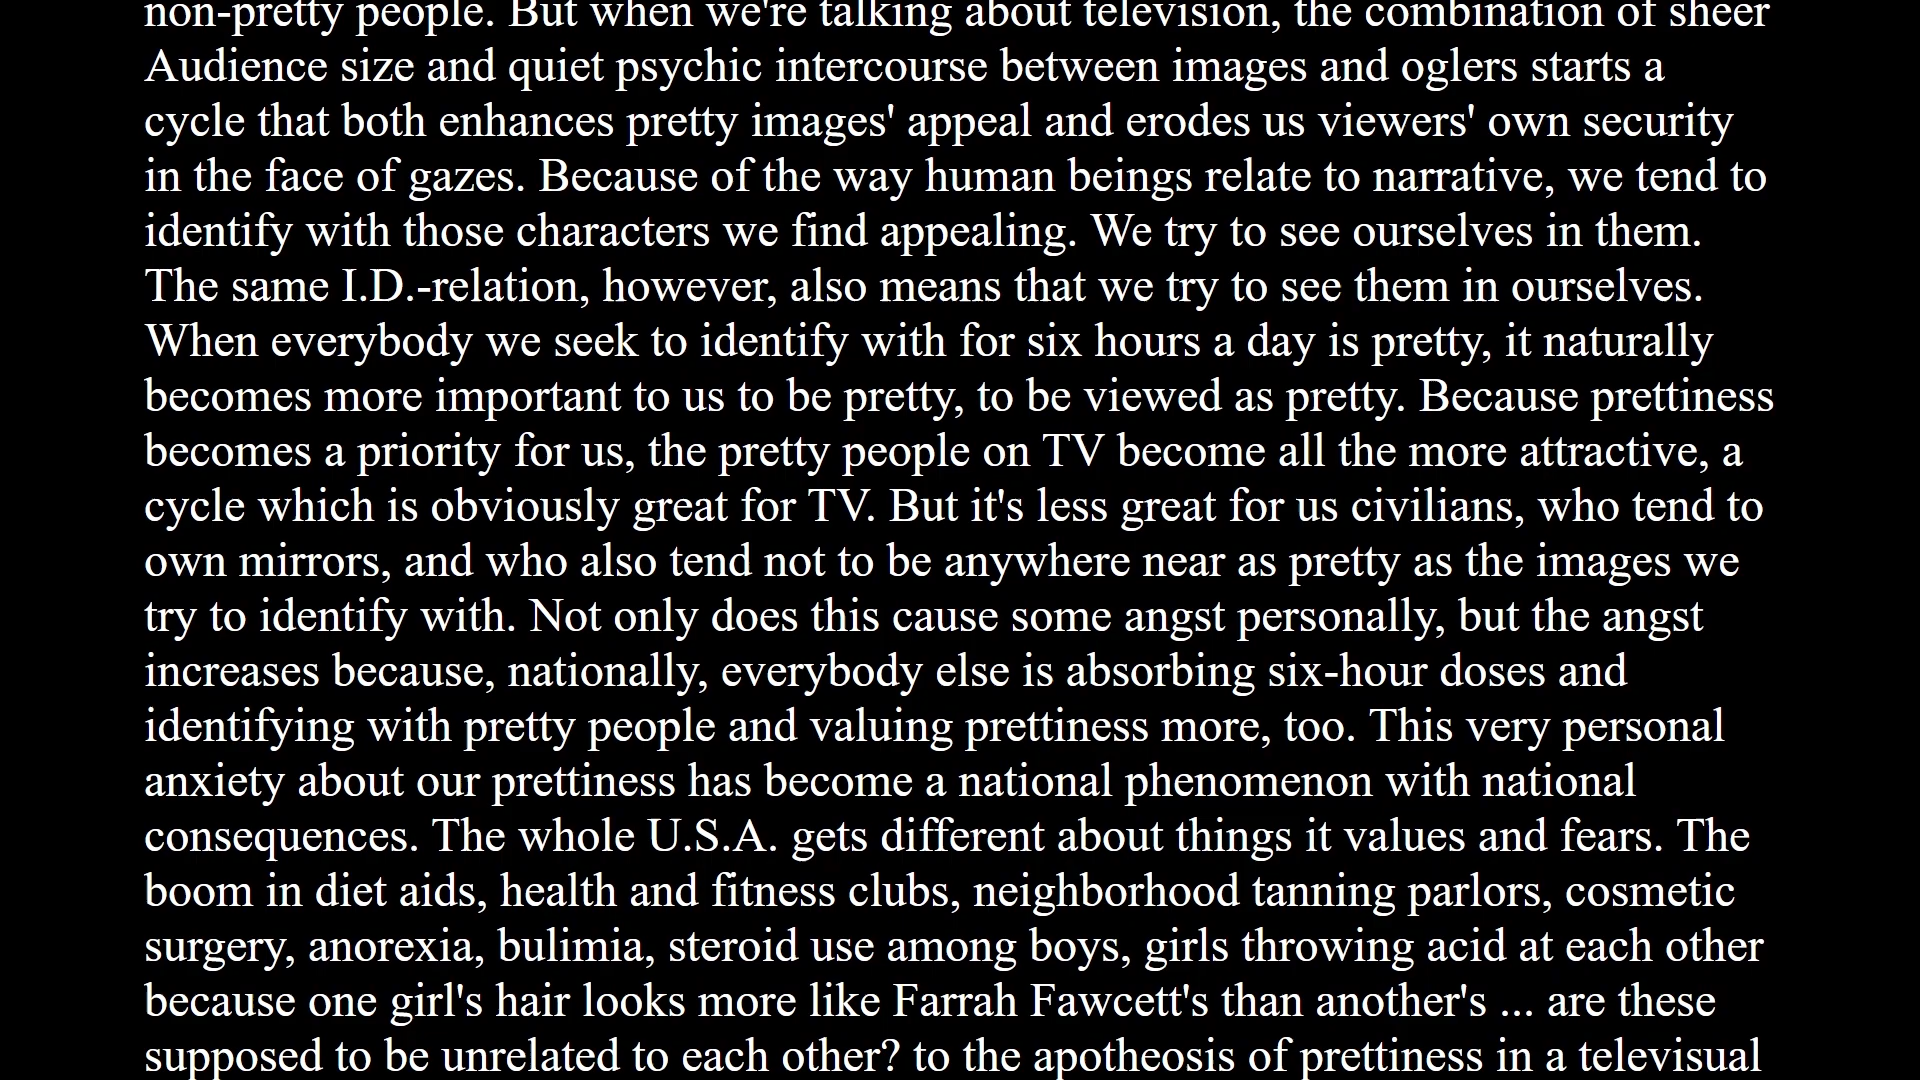 non-pretty people. But when we're talking about television, the combination of sheer
Audience size and quiet psychic intercourse between images and oglers starts a
cycle that both enhances pretty images' appeal and erodes us viewers' own security
in the face of gazes. Because of the way human beings relate to narrative, we tend to
identify with those characters we find appealing. We try to see ourselves in them.
The same I.D.-relation, however, also means that we try to see them in ourselves.
When everybody we seek to identify with for six hours a day is pretty, it naturally
becomes more important to us to be pretty, to be viewed as pretty. Because prettiness
becomes a priority for us, the pretty people on TV become all the more attractive, a
cycle which is obviously great for TV. But it's less great for us civilians, who tend to
own mirrors, and who also tend not to be anywhere near as pretty as the images we
try to identify with. Not only does this cause some angst personally, but the angst
increases because, nationally, everybody else is absorbing six-hour doses and
identifying with pretty people and valuing prettiness more, too. This very personal
anxiety about our prettiness has become a national phenomenon with national
consequences. The whole U.S.A. gets different about things it values and fears. The
boom in diet aids, health and fitness clubs, neighborhood tanning parlors, cosmetic
surgery, anorexia, bulimia, steroid use among boys, girls throwing acid at each other
because one girl's hair looks more like Farrah Fawcett's than another's ... are these
supposed to be unrelated to each other? to the apotheosis of prettiness in a televisual